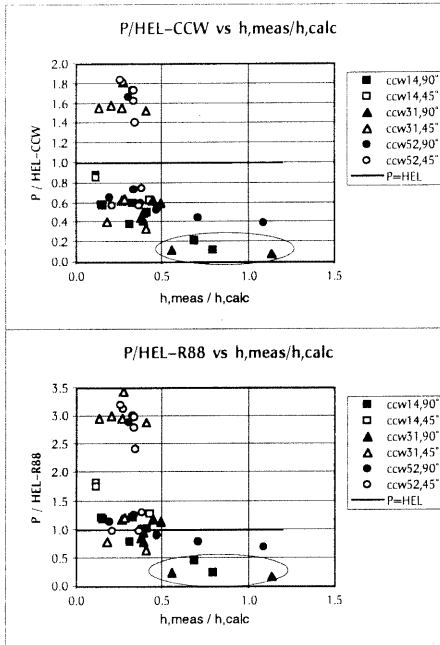 P/HEL-CCW vs h,meas/h,calc
2.0
1.8
1.6
1.4
1.2
1.0
0.8
0.6
0.4
0.2
0.0
P / HEL-CCW
0.0 0.5 1.0 1.5
h,meas / h,calc
ccw14,90°
ccw14,45°
ccw31,90°
ccw31,45°
ccw52,90°
ccw52,45°
P=HEL
P/HEL-R88 vs h,meas/h,calc
3.5
3.0
2.5
2.0
1.5
1.0
0.5
0.0
P / HEL-R88
0.0 0.5 1.0 1.5
h,meas/h,calc
ccw14,90°
ccw14,45°
ccw31,90°
ccw31,45°
ccw52,90°
ccw52,45°
P=HEL